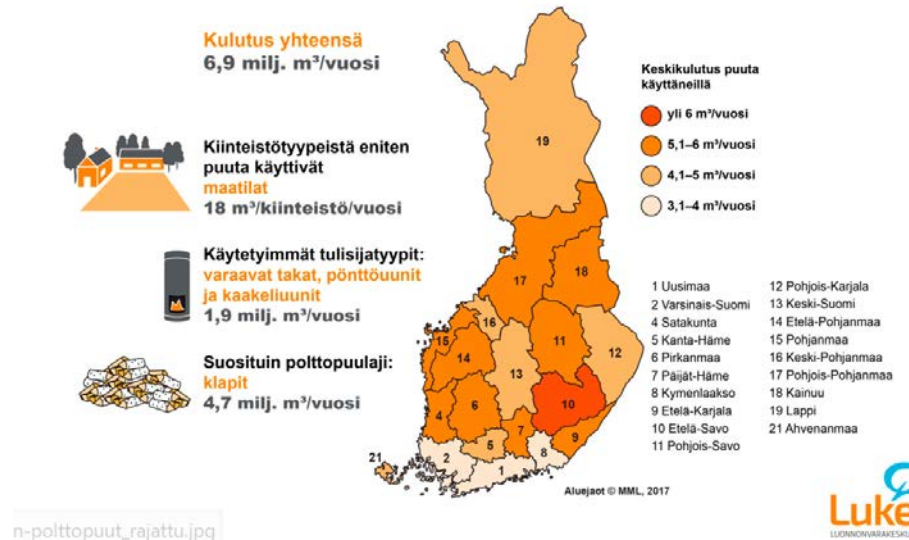 Kulutus yhteensä
6,9 milj. m³/vuosi
Kiinteistötyypeistä eniten
puuta käyttivät
maatilat
18 m³/kiinteistö/vuosi
Käytetyimmät tulisijatyypit:
varaavat takat, pönttöuunit
ja kaakeliuunit
1,9 milj. m³/vuosi
Suosituin polttopuulaji:
klapit
4,7 milj. m³/vuosi
19
18
17
16
15
14
13
12
11
10
9
8
7
6
5
4
2
1
21
Keskikulutus puuta
käyttäneillä
yli 6 m³/vuosi
5,1–6 m³/vuosi
4,1–5 m³/vuosi
3,1–4 m³/vuosi
1 Uusimaa
2 Varsinais-Suomi
4 Satakunta
5 Kanta-Häme
6 Pirkanmaa
7 Päijät-Häme
8 Kymenlaakso
9 Etelä-Karjala
10 Etelä-Savo
11 Pohjois-Savo
12 Pohjois-Karjala
13 Keski-Suomi
14 Etelä-Pohjanmaa
15 Pohjanmaa
16 Keski-Pohjanmaa
17 Pohjois-Pohjanmaa
18 Kainuu
19 Lappi
21 Ahvenanmaa
Aluejaot © MML, 2017
n-polttopuut_rajattu.jpg
Luke
LUONNONVARAKESKU